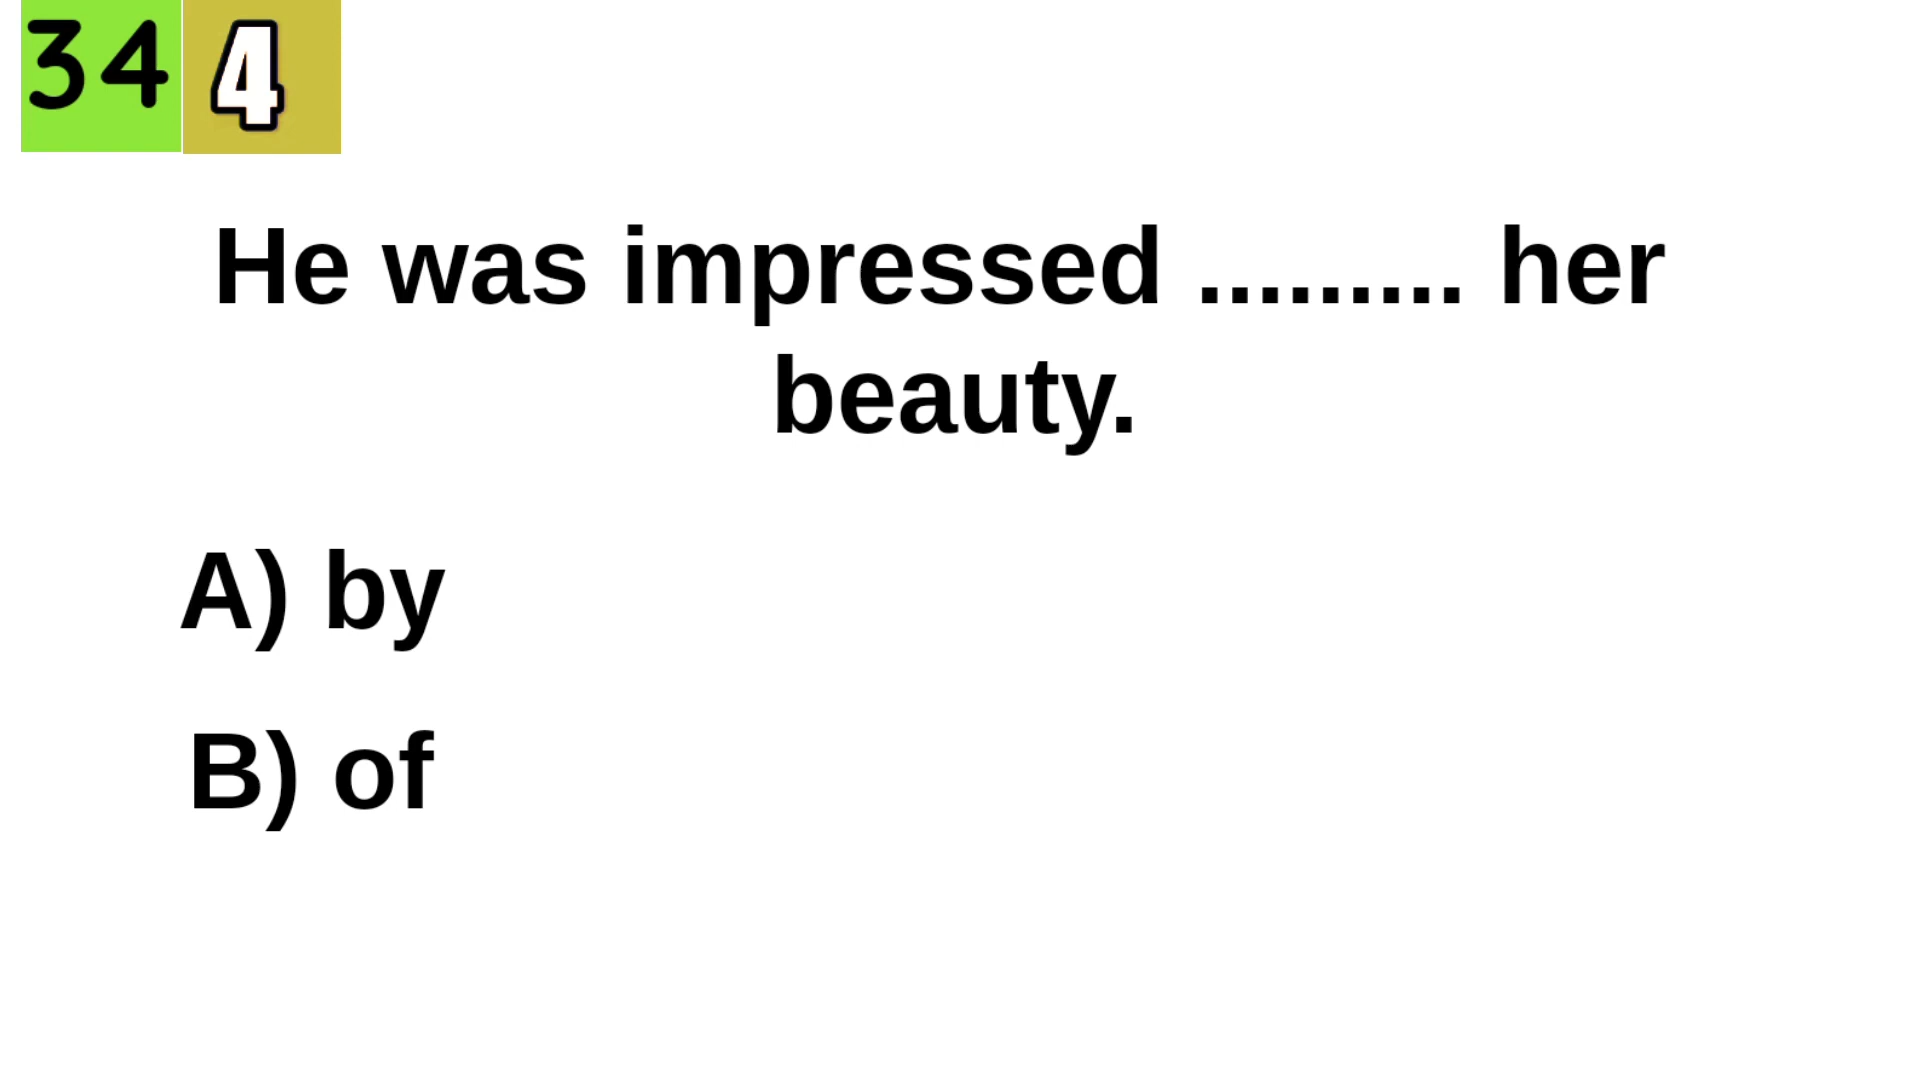 34 4
He was impressed ......... her
beauty.
A) by
B) of